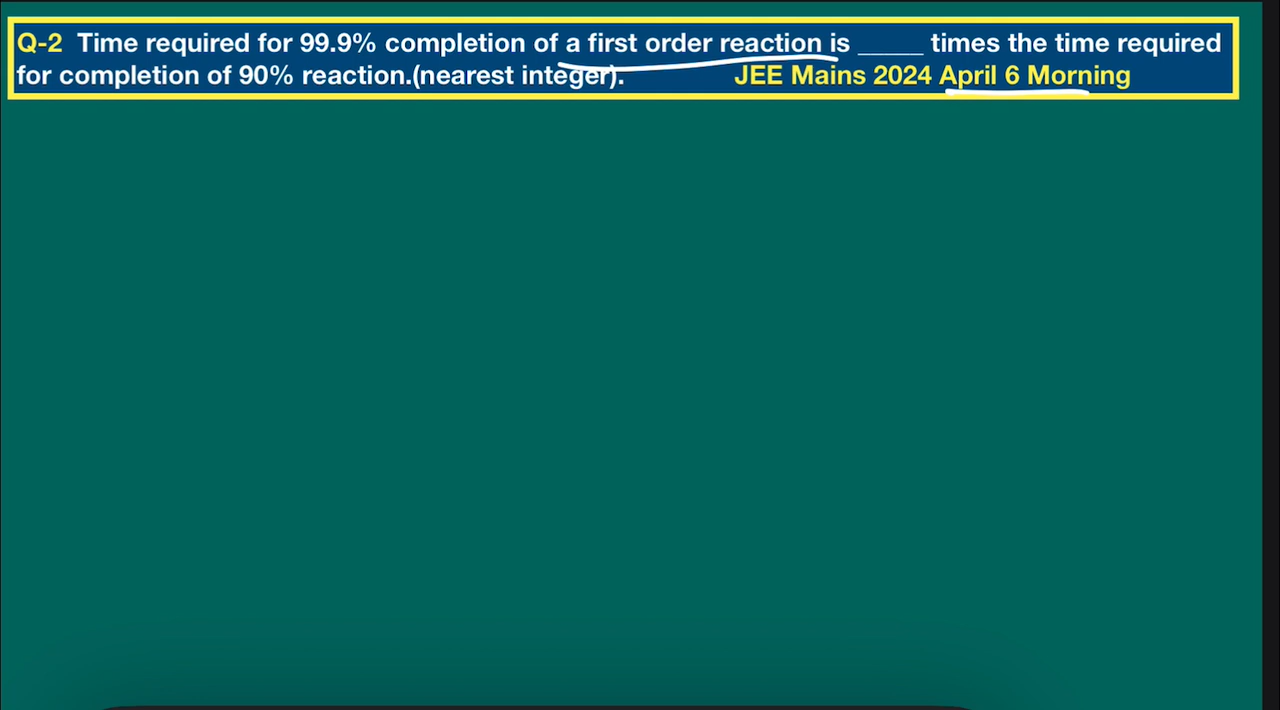 Q-2 Time required for 99.9% completion of a first order reaction is _____ times the time required
for completion of 90% reaction.(nearest integer). JEE Mains 2024 April 6 Morning